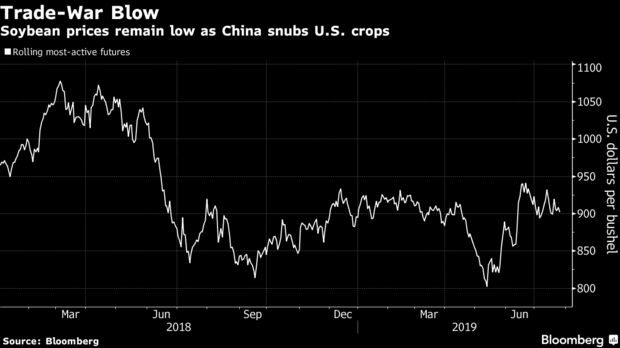 Trade-War Blow
Soybean prices remain low as China snubs U.S. crops
Rolling most-active futures
1100
1050
1000
950
900
850
800
U.S. dollars per bushel
Mar Jun Sep Dec Mar Jun
2018 2019
Source: Bloomberg
Bloomberg